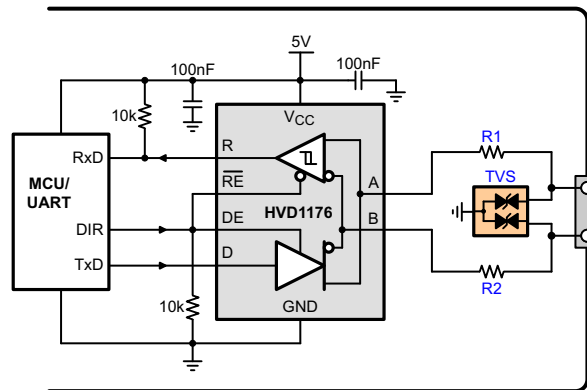 5V
100nF
100nF
10k
VCC
R1
RxD
R
TVS
MCU/
UART
RE
A
HVD1176
DIR
DE
B
TxD
D
R2
10k
GND